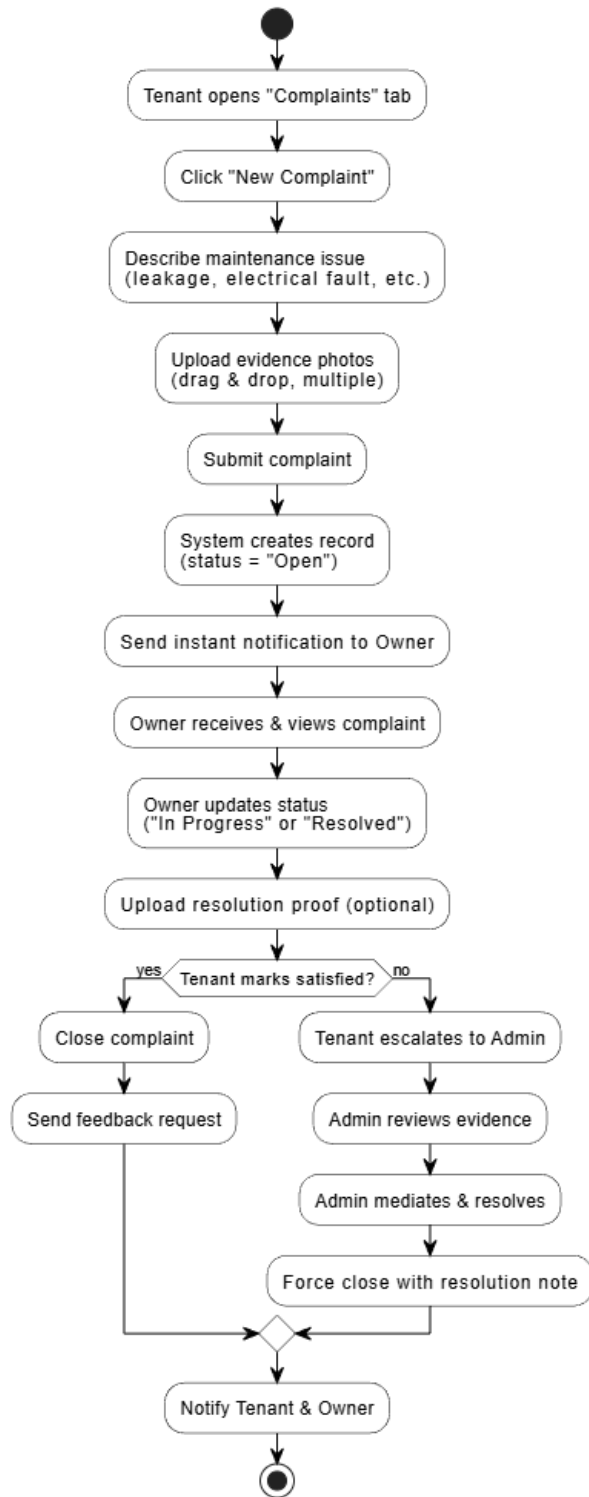 Tenant opens "Complaints" tab
Click "New Complaint"
Describe maintenance issue
(leakage, electrical fault, etc.)
Upload evidence photos
(drag & drop, multiple)
Submit complaint
System creates record
(status = "Open")
Send instant notification to Owner
Owner receives & views complaint
Owner updates status
("In Progress" or "Resolved")
Upload resolution proof (optional)
yes
Tenant marks satisfied?
no
Close complaint
Send feedback request
Tenant escalates to Admin
Admin reviews evidence
Admin mediates & resolves
Force close with resolution note
Notify Tenant & Owner